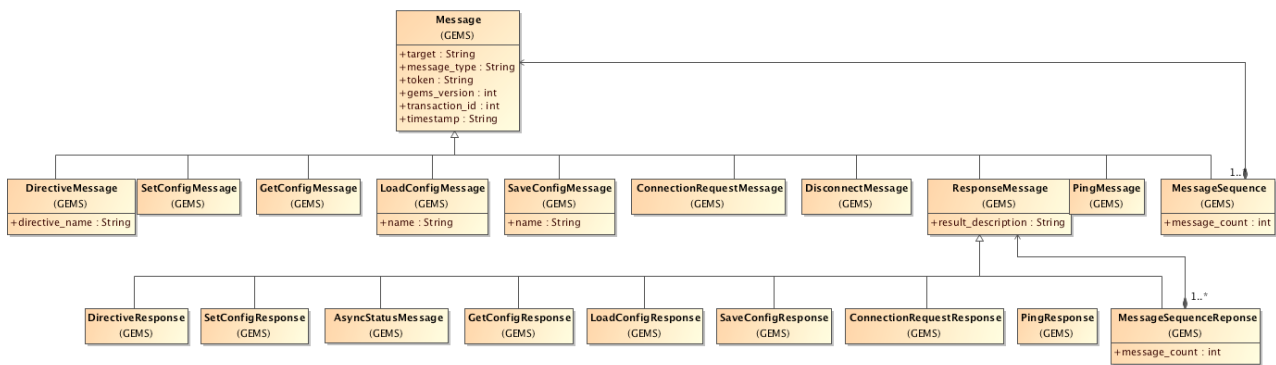 Message
(GEMS)
+target : String
+message_type : String
+token : String
+gems_version : int
+transaction_id : int
+timestamp : String
1..*
DirectiveMessage
(GEMS)
+directive_name : String
SetConfigMessage
(GEMS)
GetConfigMessage
(GEMS)
LoadConfigMessage
(GEMS)
+name : String
SaveConfigMessage
(GEMS)
+name : String
ConnectionRequestMessage
(GEMS)
DisconnectMessage
(GEMS)
ResponseMessage
(GEMS)
+result_description : String
PingMessage
(GEMS)
MessageSequence
(GEMS)
+message_count : int
1..*
DirectiveResponse
(GEMS)
SetConfigResponse
(GEMS)
AsyncStatusMessage
(GEMS)
GetConfigResponse
(GEMS)
LoadConfigResponse
(GEMS)
SaveConfigResponse
(GEMS)
ConnectionRequestResponse
(GEMS)
PingResponse
(GEMS)
MessageSequenceReponse
(GEMS)
+message_count : int